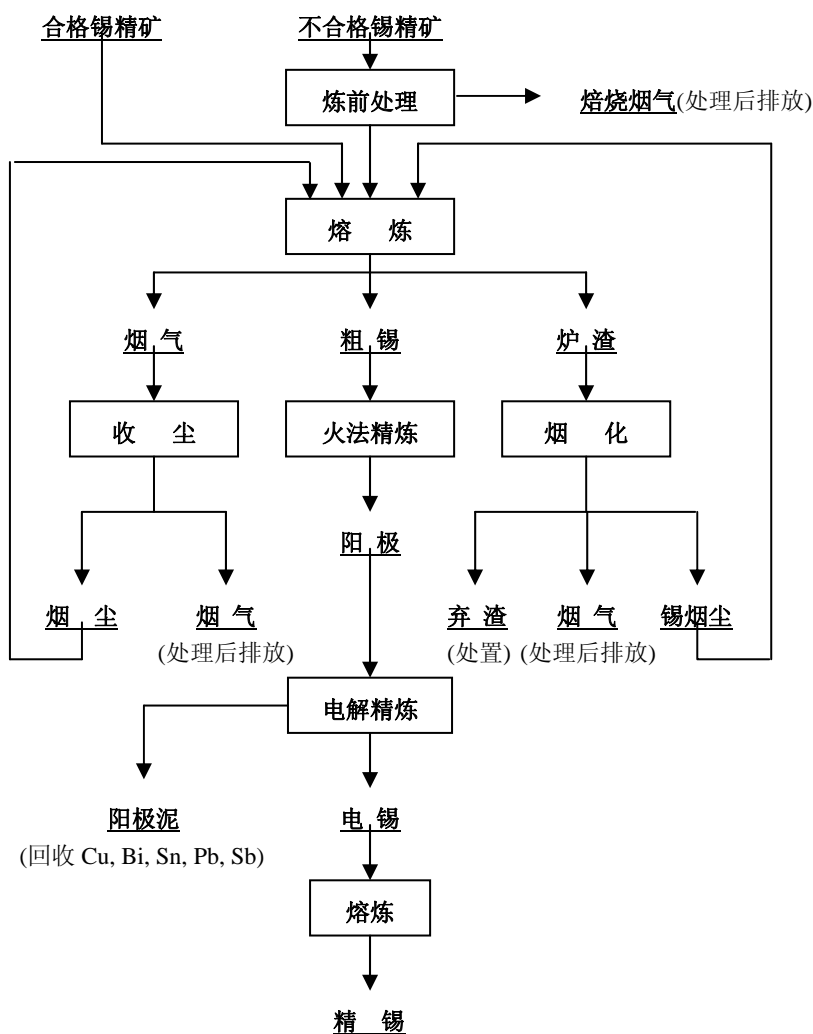 合格锡精矿 不合格锡精矿
炼前处理 焙烧烟气(处理后排放)
熔 炼
烟 气 粗 锡 炉 渣
收 尘 火法精炼 烟 化
阳 极
烟 尘 烟 气 弃 渣 烟 气 锡烟尘
(处理后排放) (处置) (处理后排放)
电解精炼
阳极泥 电 锡
(回收 Cu, Bi, Sn, Pb, Sb)
熔炼
精 锡